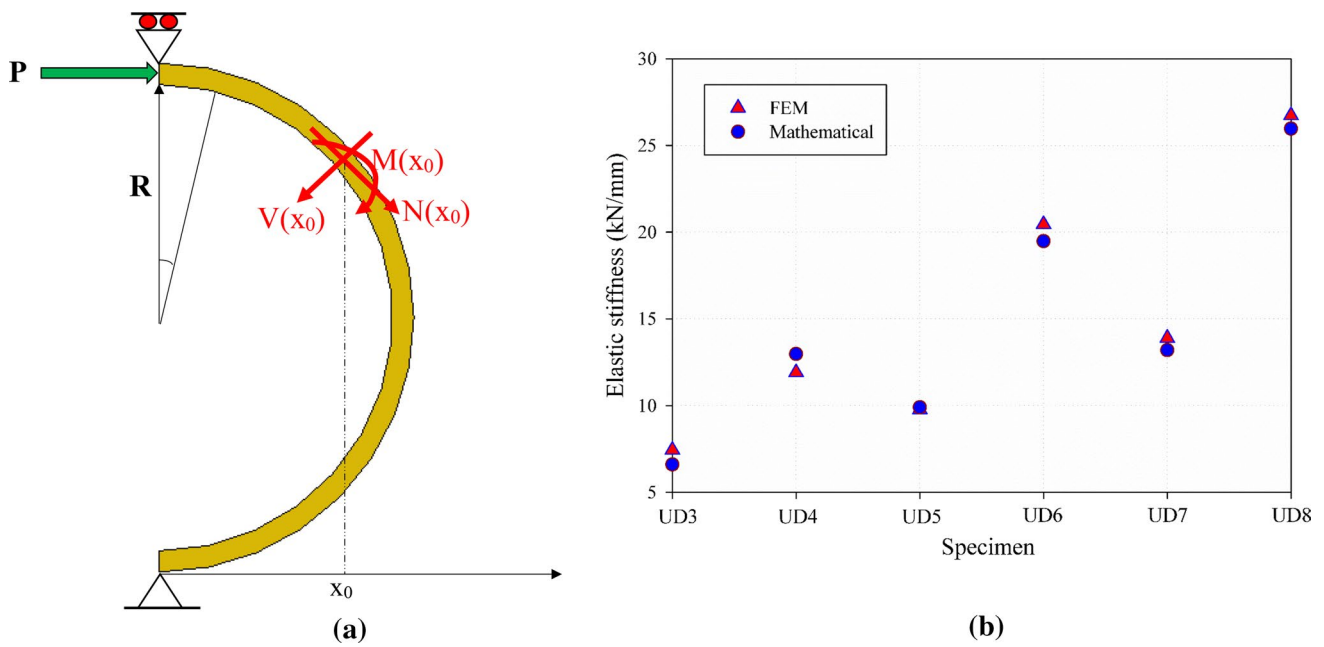 P
R
M(x₀)
V(x₀)
N(x₀)
x₀
(a)
30
25
20
15
10
5
Elastic stiffness (kN/mm)
FEM
Mathematical
UD3 UD4 UD5 UD6 UD7 UD8
Specimen
(b)